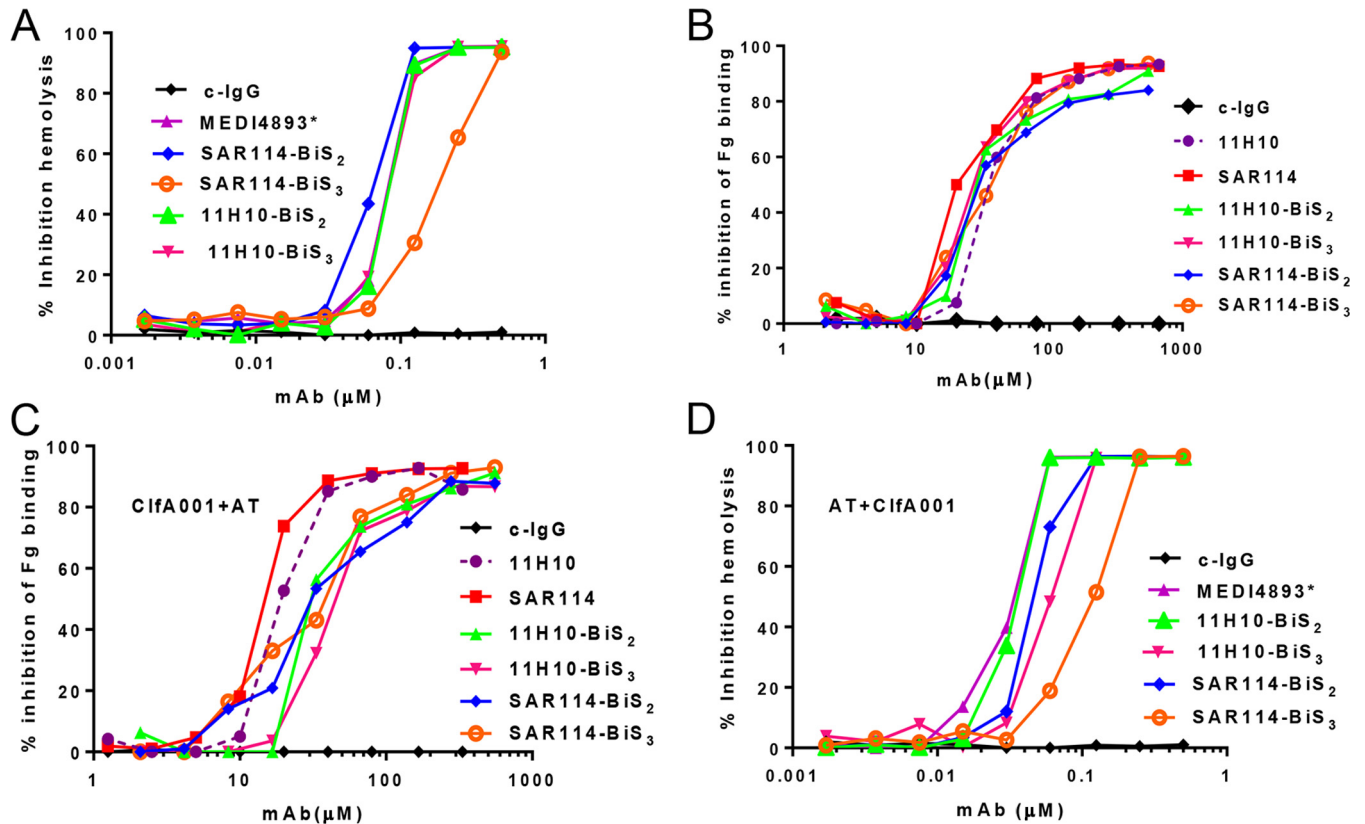 A
% Inhibition hemolysis
100
80
60
40
20
0
c-IgG
MEDI4893*
SAR114-BiS2
SAR114-BiS3
11H10-BiS2
11H10-BiS3
0.001
0.01
0.1
1
mAb (µM)
B
% inhibition of Fg binding
100
80
60
40
20
0
c-IgG
11H10
SAR114
11H10-BiS2
11H10-BiS3
SAR114-BiS2
SAR114-BiS3
1
10
100
1000
mAb(µM)
C
% inhibition of Fg binding
100
80
60
40
20
0
ClfA001+AT
c-IgG
11H10
SAR114
11H10-BiS2
11H10-BiS3
SAR114-BiS2
SAR114-BiS3
1
10
100
1000
mAb(µM)
D
% Inhibition hemolysis
100
80
60
40
20
0
AT+ClfA001
c-IgG
MEDI4893*
11H10-BiS2
11H10-BiS3
SAR114-BiS2
SAR114-BiS3
0.001
0.01
0.1
1
mAb (µM)